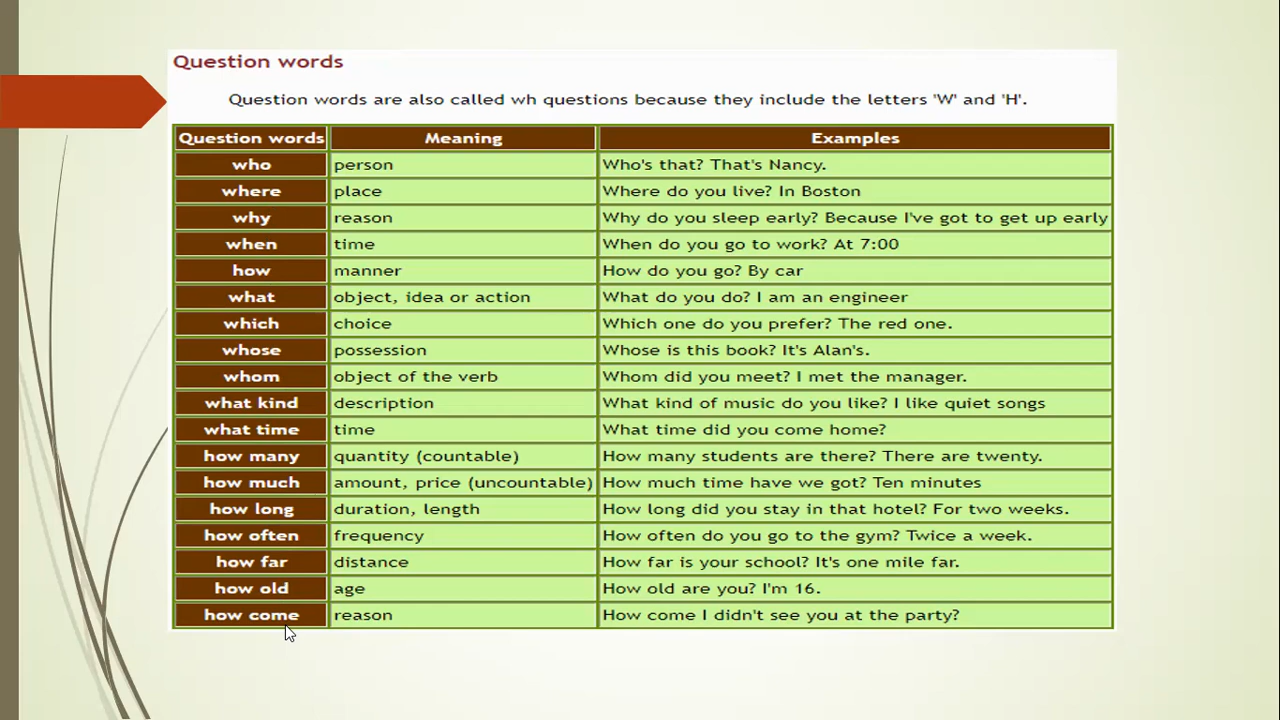 Question words
Question words are also called wh questions because they include the letters 'W' and 'H'.
Question words Meaning Examples
who person Who's that? That's Nancy.
where place Where do you live? In Boston
why reason Why do you sleep early? Because I've got to get up early
when time When do you go to work? At 7:00
how manner How do you go? By car
what object, idea or action What do you do? I am an engineer
which choice Which one do you prefer? The red one.
whose possession Whose is this book? It's Alan's.
whom object of the verb Whom did you meet? I met the manager.
what kind description What kind of music do you like? I like quiet songs
what time time What time did you come home?
how many quantity (countable) How many students are there? There are twenty.
how much amount, price (uncountable) How much time have we got? Ten minutes
how long duration, length How long did you stay in that hotel? For two weeks.
how often frequency How often do you go to the gym? Twice a week.
how far distance How far is your school? It's one mile far.
how old age How old are you? I'm 16.
how come reason How come I didn't see you at the party?